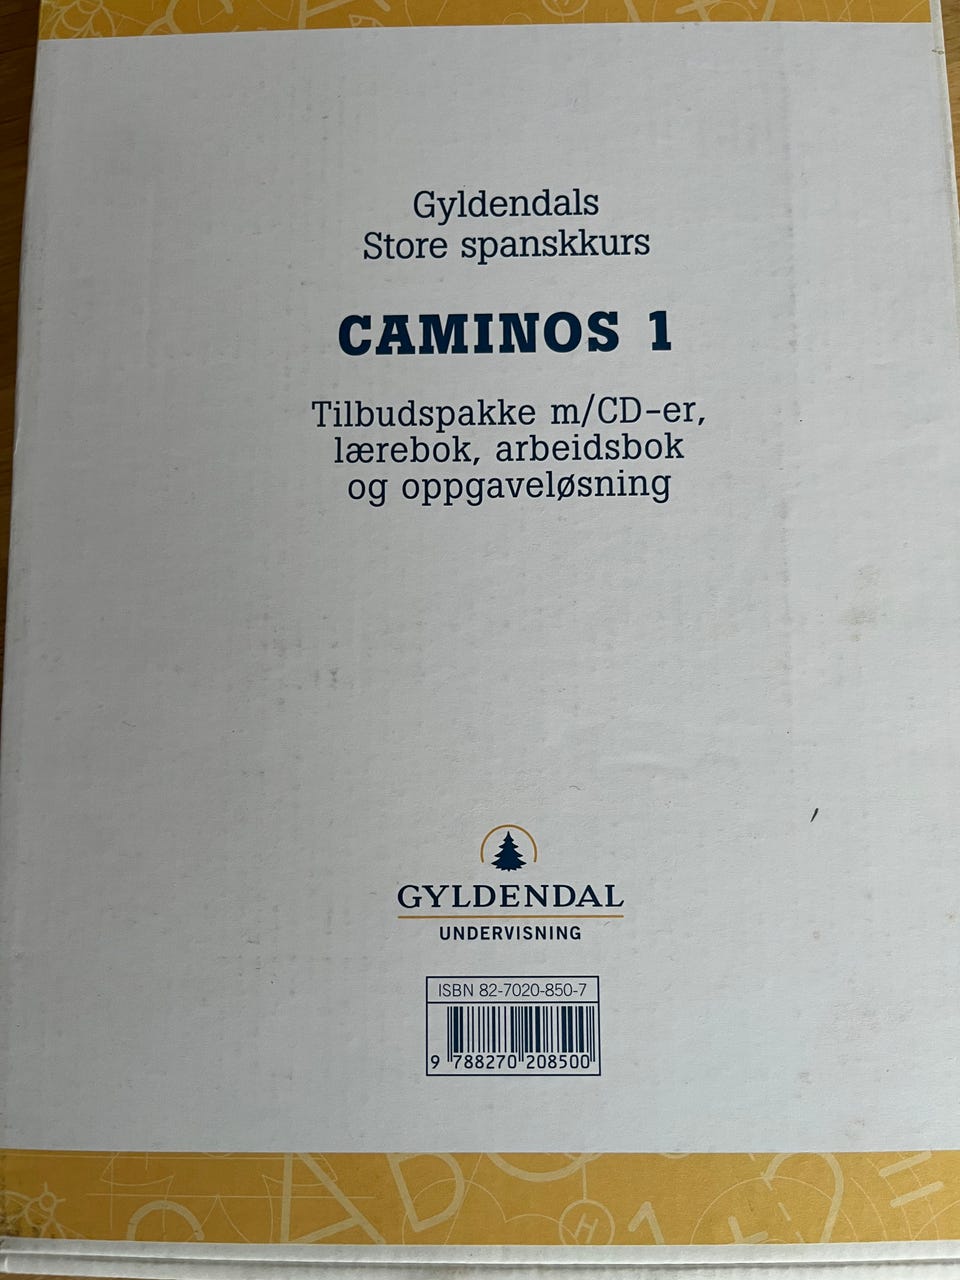 Gyldendals
Store spanskkurs
CAMINOS 1
Tilbudspakke m/CD-er,
lærebok, arbeidsbok
og oppgaveløsning
GYLDENDAL
UNDERVISNING
ISBN 82-7020-850-7
9 788270 208500